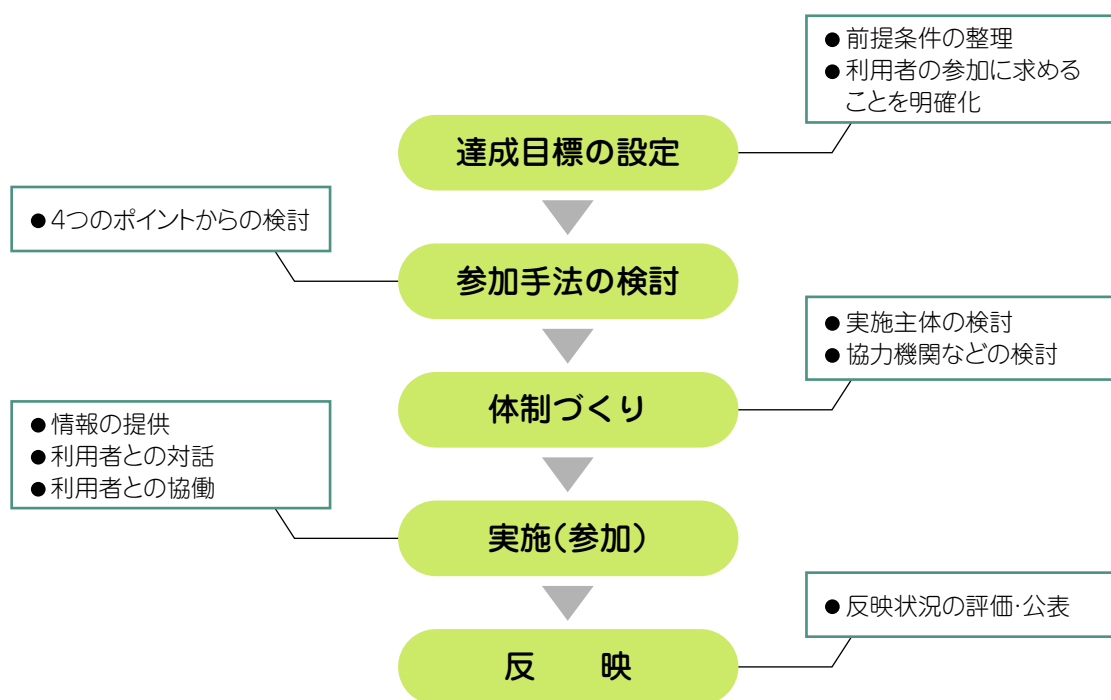 ●前提条件の整理
●利用者の参加に求める
ことを明確化
達成目標の設定
●4つのポイントからの検討
参加手法の検討
●実施主体の検討
●協力機関などの検討
体制づくり
●情報の提供
●利用者との対話
●利用者との協働
実施(参加)
●反映状況の評価・公表
反　映